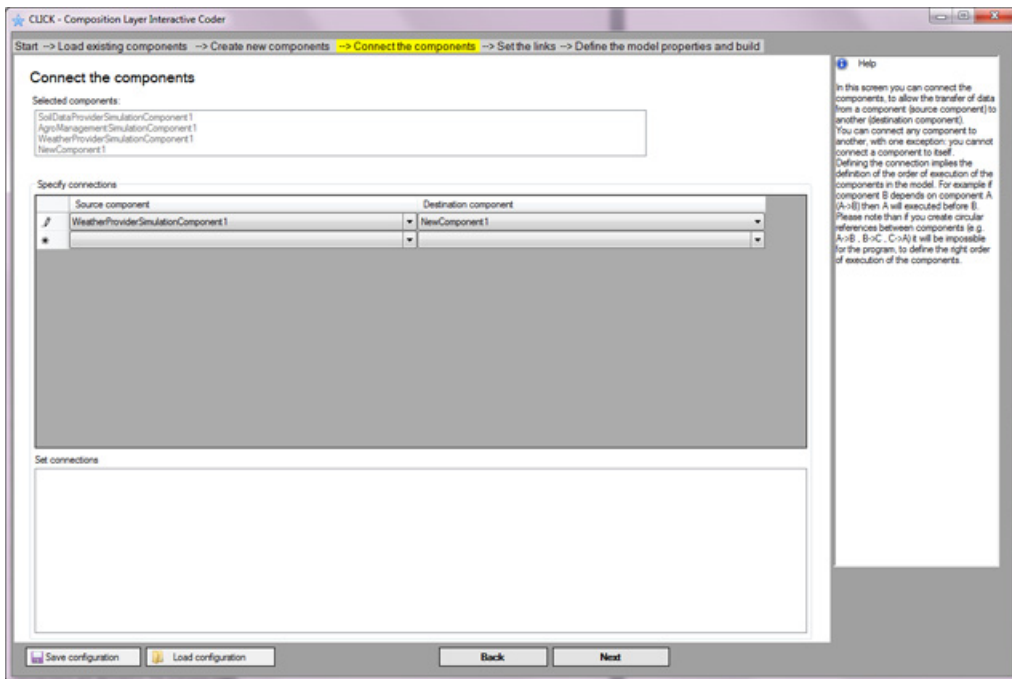 CLICK - Composition Layer Interactive Coder
Start --> Load existing components --> Create new components --> Connect the components --> Set the links --> Define the model properties and build
Connect the components
Selected components:
SoilDataProviderSimulationComponent1
AgroManagementSimulationComponent1
WeatherProviderSimulationComponent1
NewComponent1
Specify connections
Source component Destination component
WeatherProviderSimulationComponent1 NewComponent1
Set connections
Save configuration Load configuration Back Next
Help
In this screen you can connect the
components, to allow the transfer of data
from a component (source component) to
another (destination component).
You can connect any component to
another, with one exception: you cannot
connect a component to itself.
Defining the connection implies the
definition of the order of execution of the
components in the model. For example if
component B depends on component A
(A->B) then A will executed before B.
Please note than if you create circular
references between components (e.g.
A->B , B->C , C->A) it will be impossible
for the program, to define the right order
of execution of the components.